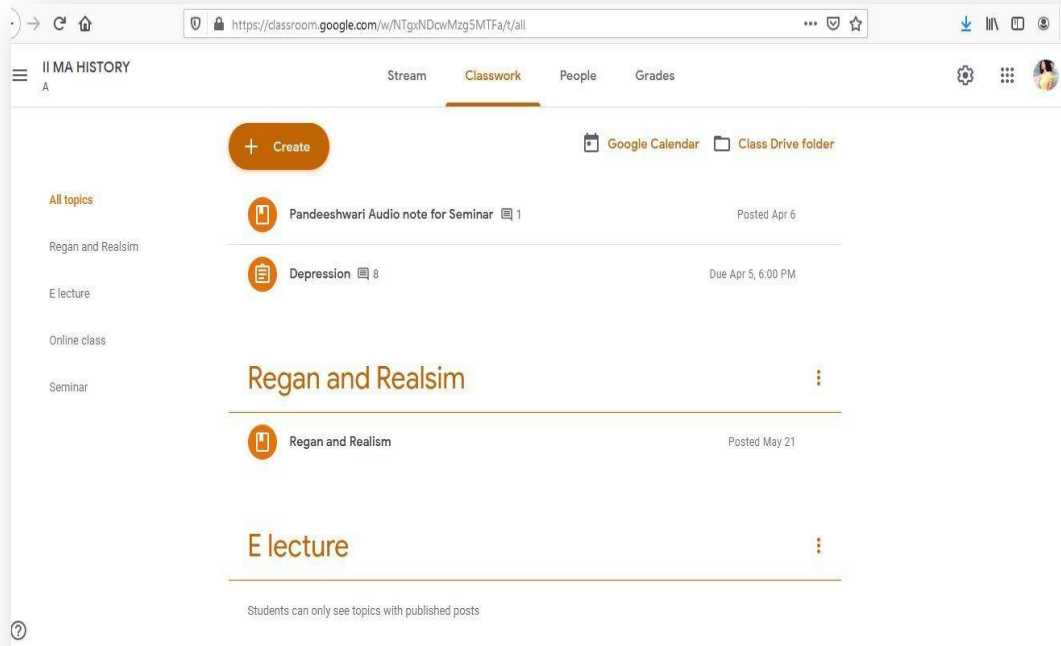 https://classroom.google.com/w/NTgxNDcwMzg5MTFa/t/all
II MA HISTORY
A
Stream Classwork People Grades
Create
Google Calendar Class Drive folder
All topics
Regan and Realsim
E lecture
Online class
Seminar
Pandeeshwari Audio note for Seminar 1 Posted Apr 6
Depression 8 Due Apr 5, 6:00 PM
Regan and Realsim
Regan and Realism Posted May 21
E lecture
Students can only see topics with published posts